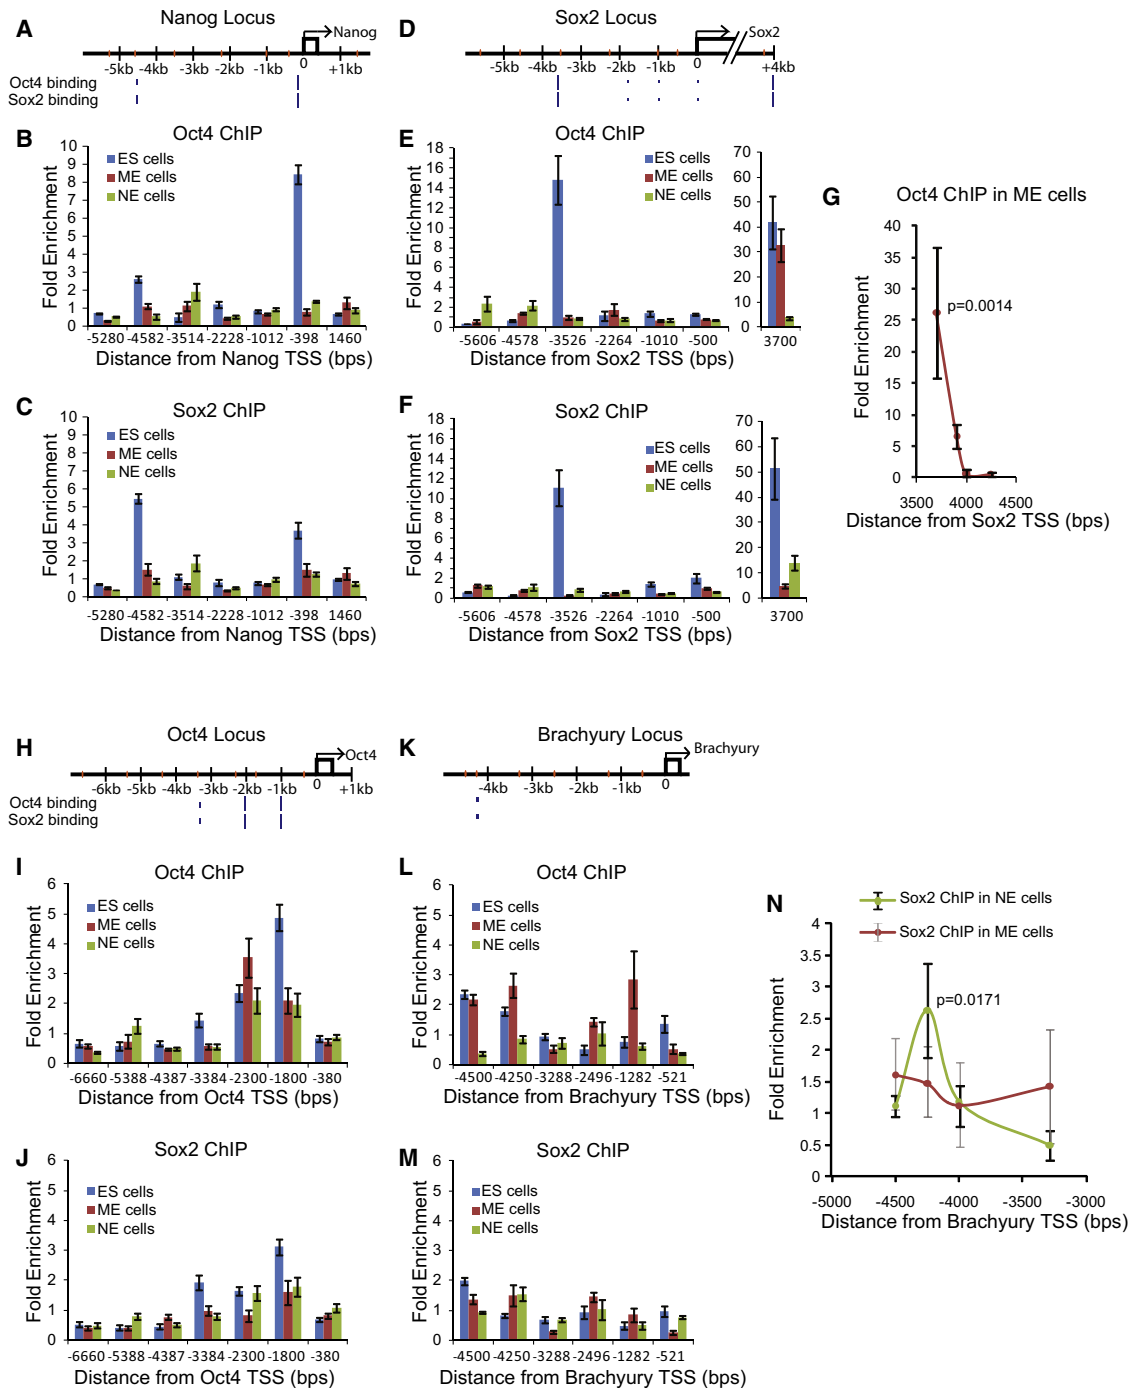 A
Nanog Locus
Nanog
-5kb -4kb -3kb -2kb -1kb 0 +1kb
Oct4 binding
Sox2 binding
D
Sox2 Locus
Sox2
-5kb -4kb -3kb -2kb -1kb 0 +4kb
B
Oct4 ChIP
Fold Enrichment
10
9
8
7
6
5
4
3
2
1
0
ES cells
ME cells
NE cells
-5280 -4582 -3514 -2228 -1012 -398 1460
Distance from Nanog TSS (bps)
E
Oct4 ChIP
Fold Enrichment
18
16
14
12
10
8
6
4
2
0
ES cells
ME cells
NE cells
-5606 -4578 -3526 -2264 -1010 -500
Distance from Sox2 TSS (bps)
70
60
50
40
30
20
10
0
3700
G
Oct4 ChIP in ME cells
Fold Enrichment
40
35
30
25
20
15
10
5
0
p=0.0014
3500 4000 4500
Distance from Sox2 TSS (bps)
C
Sox2 ChIP
Fold Enrichment
10
9
8
7
6
5
4
3
2
1
0
ES cells
ME cells
NE cells
-5280 -4582 -3514 -2228 -1012 -398 1460
Distance from Nanog TSS (bps)
F
Sox2 ChIP
Fold Enrichment
18
16
14
12
10
8
6
4
2
0
ES cells
ME cells
NE cells
-5606 -4578 -3526 -2264 -1010 -500
Distance from Sox2 TSS (bps)
70
60
50
40
30
20
10
0
3700
H
Oct4 Locus
Oct4
-6kb -5kb -4kb -3kb -2kb -1kb 0 +1kb
Oct4 binding
Sox2 binding
K
Brachyury Locus
Brachyury
-4kb -3kb -2kb -1kb 0
I
Oct4 ChIP
Fold Enrichment
6
5
4
3
2
1
0
ES cells
ME cells
NE cells
-6660 -5388 -4387 -3384 -2300 -1800 -380
Distance from Oct4 TSS (bps)
L
Oct4 ChIP
Fold Enrichment
6
5
4
3
2
1
0
ES cells
ME cells
NE cells
-4500 -4250 -3288 -2496 -1282 -521
Distance from Brachyury TSS (bps)
N
Sox2 ChIP in NE cells
Sox2 ChIP in ME cells
Fold Enrichment
4
3.5
3
2.5
2
1.5
1
0.5
0
p=0.0171
-5000 -4500 -4000 -3500 -3000
Distance from Brachyury TSS (bps)
J
Sox2 ChIP
Fold Enrichment
6
5
4
3
2
1
0
ES cells
ME cells
NE cells
-6660 -5388 -4387 -3384 -2300 -1800 -380
Distance from Oct4 TSS (bps)
M
Sox2 ChIP
Fold Enrichment
6
5
4
3
2
1
0
ES cells
ME cells
NE cells
-4500 -4250 -3288 -2496 -1282 -521
Distance from Brachyury TSS (bps)